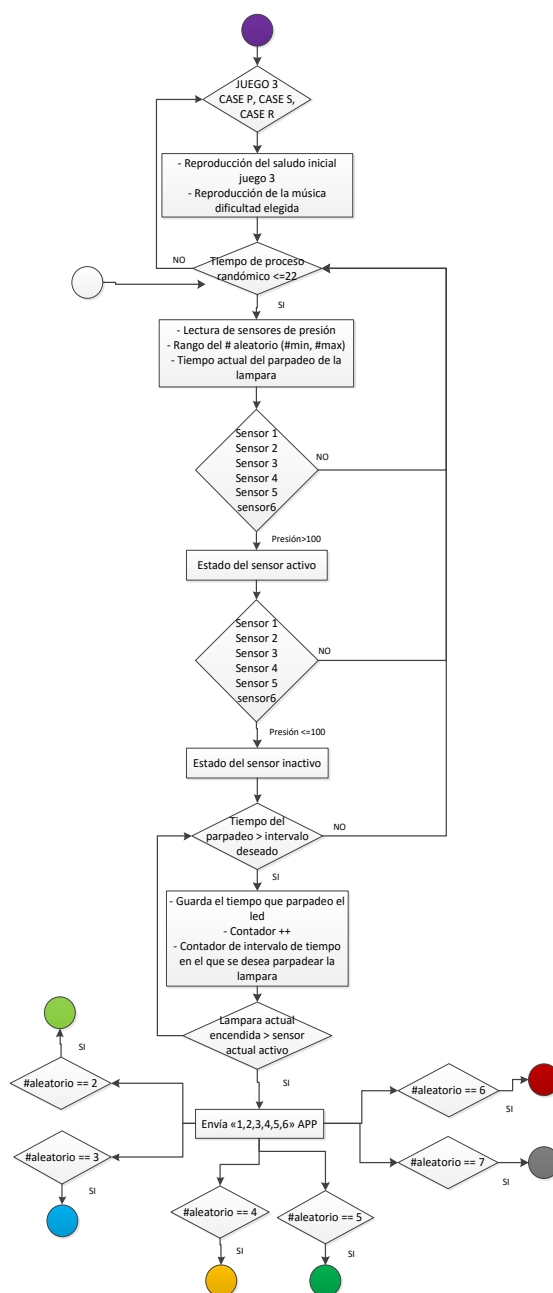 JUEGO 3
CASE P, CASE S,
CASE R
- Reproducción del saludo inicial
juego 3
- Reproducción de la música
dificultad elegida
NO
Tiempo de proceso
randómico <=22
SI
- Lectura de sensores de presión
- Rango del # aleatorio (#min, #max)
- Tiempo actual del parpadeo de la
lampara
Sensor 1
Sensor 2
Sensor 3
Sensor 4
Sensor 5
sensor6
NO
Presión>100
Estado del sensor activo
Sensor 1
Sensor 2
Sensor 3
Sensor 4
Sensor 5
sensor6
NO
Presión <=100
Estado del sensor inactivo
Tiempo del
parpadeo > intervalo
deseado
NO
SI
- Guarda el tiempo que parpadeo el
led
- Contador ++
- Contador de intervalo de tiempo
en el que se desea parpadear la
lampara
Lampara actual
encendida > sensor
actual activo
SI
SI
#aleatorio == 2
#aleatorio == 6
SI
Envía «1,2,3,4,5,6» APP
#aleatorio == 3
SI
#aleatorio == 7
SI
#aleatorio == 4
SI
#aleatorio == 5
SI